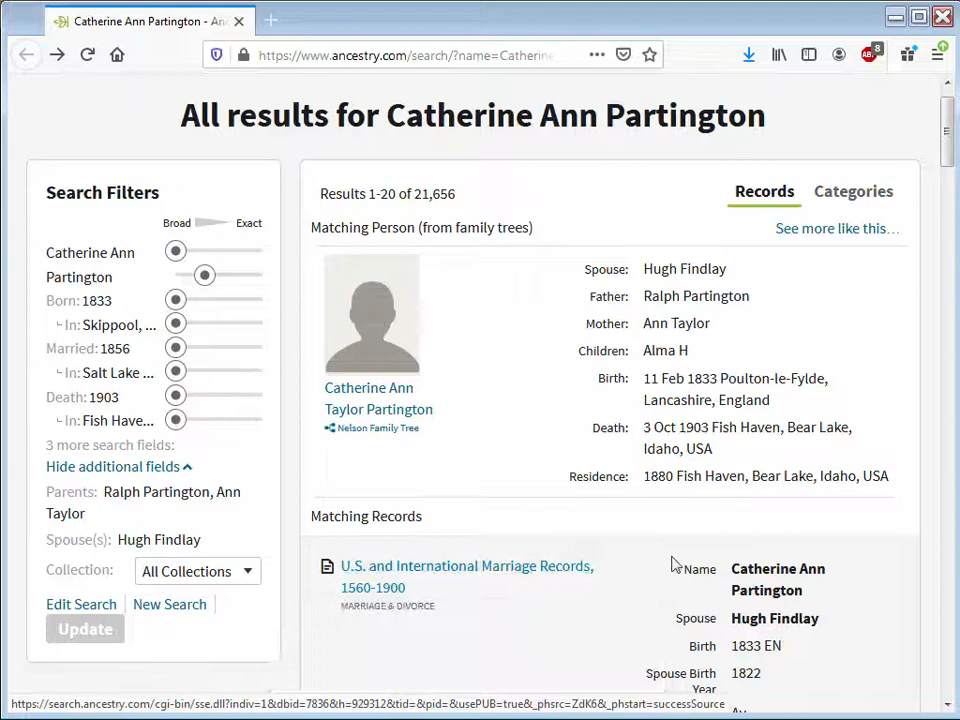 Catherine Ann Partington - An
https://www.ancestry.com/search/?name=Catherine
8
All results for Catherine Ann Partington
Search Filters
Broad Exact
Catherine Ann
Partington
Born: 1833
In: Skippool, ...
Married: 1856
In: Salt Lake ...
Death: 1903
In: Fish Have...
3 more search fields:
Hide additional fields
Parents: Ralph Partington, Ann
Taylor
Spouse(s): Hugh Findlay
Collection: All Collections
Edit Search New Search
Update
Results 1-20 of 21,656
Records Categories
Matching Person (from family trees)
See more like this…
Catherine Ann
Taylor Partington
Nelson Family Tree
Spouse: Hugh Findlay
Father: Ralph Partington
Mother: Ann Taylor
Children: Alma H
Birth: 11 Feb 1833 Poulton-le-Fylde,
Lancashire, England
Death: 3 Oct 1903 Fish Haven, Bear Lake,
Idaho, USA
Residence: 1880 Fish Haven, Bear Lake, Idaho, USA
Matching Records
U.S. and International Marriage Records,
1560-1900
MARRIAGE & DIVORCE
Name Catherine Ann
Partington
Spouse Hugh Findlay
Birth 1833 EN
Spouse Birth 1822
Year
https://search.ancestry.com/cgi-bin/sse.dll?indiv=1&dbid=7836&h=929312&tid=&pid=&usePUB=true&_phsrc=ZdK6&_phstart=successSource